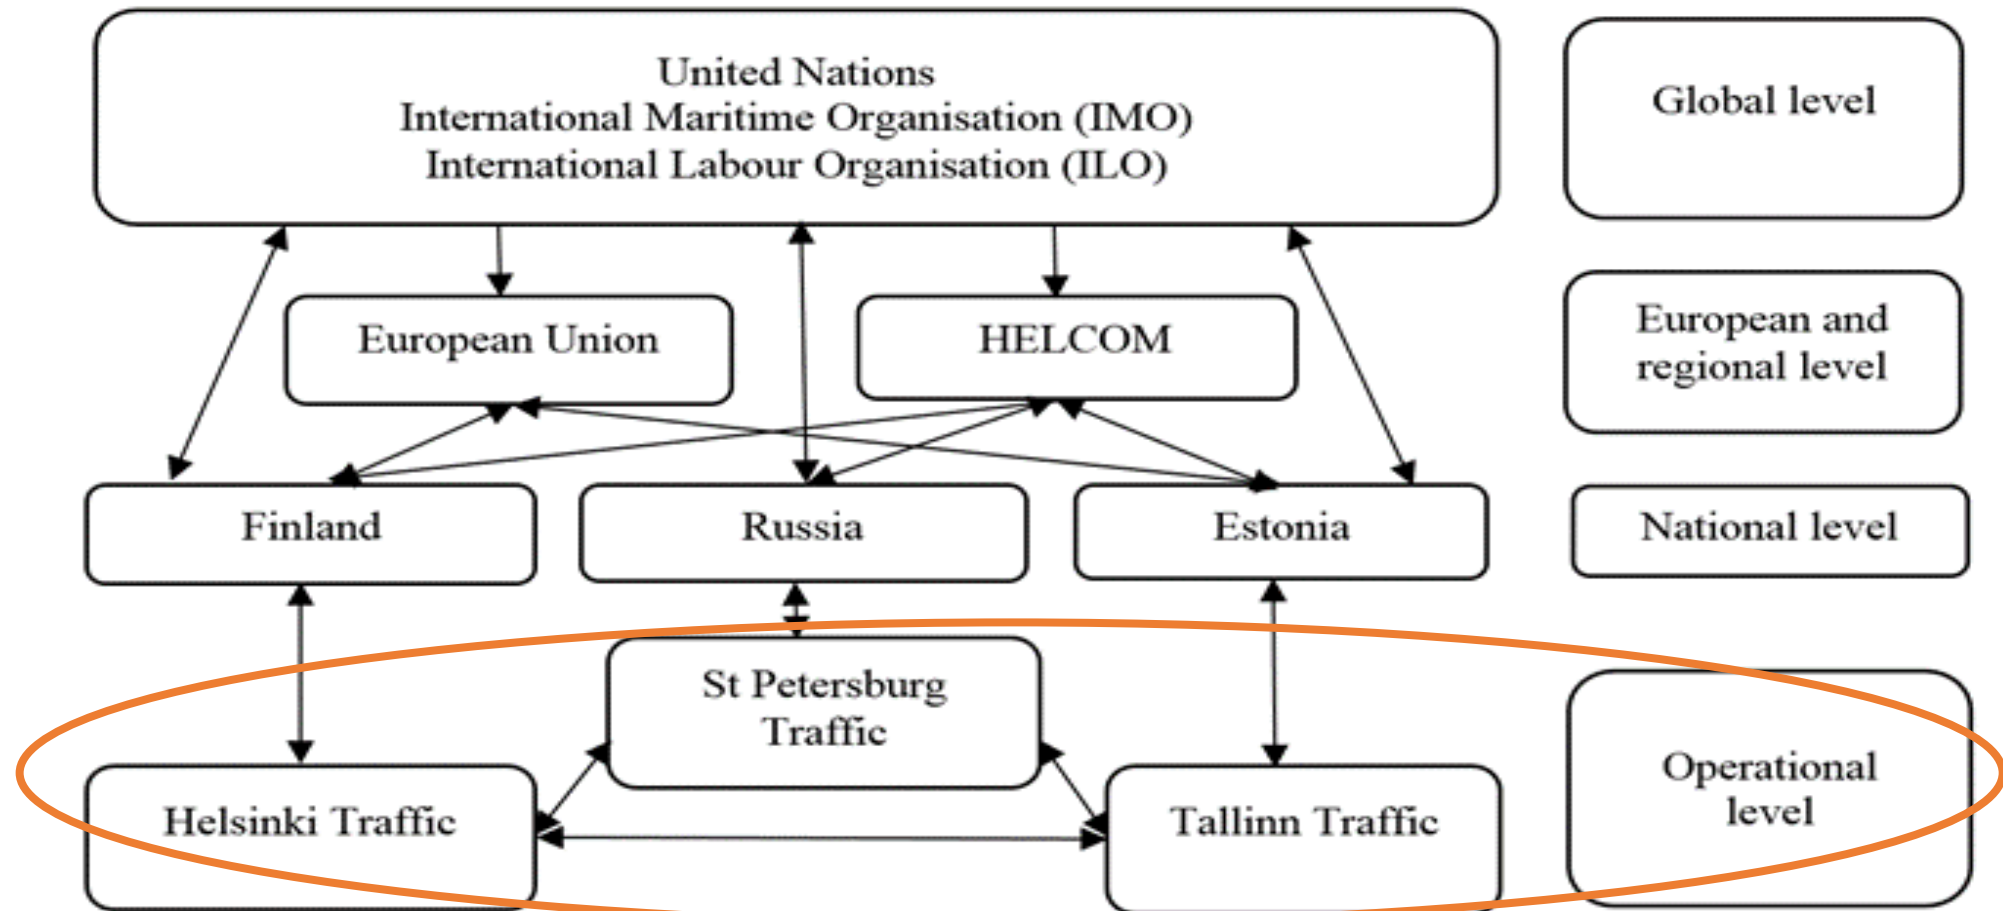 United Nations
International Maritime Organisation (IMO)
International Labour Organisation (ILO)
Global level
European Union
HELCOM
European and
regional level
Finland
Russia
Estonia
National level
St Petersburg
Traffic
Helsinki Traffic
Tallinn Traffic
Operational
level